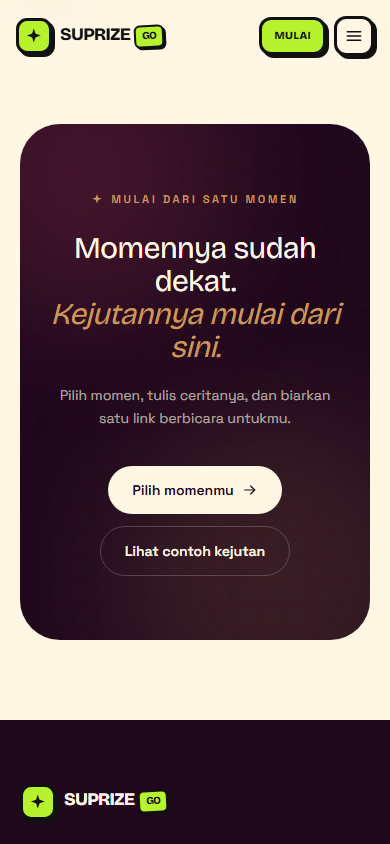 SUPRIZE GO
MULAI
MULAI DARI SATU MOMEN
Momennya sudah
dekat.
Kejutannya mulai dari
sini.
Pilih momen, tulis ceritanya, dan biarkan
satu link berbicara untukmu.
Pilih momenmu →
Lihat contoh kejutan
SUPRIZE GO